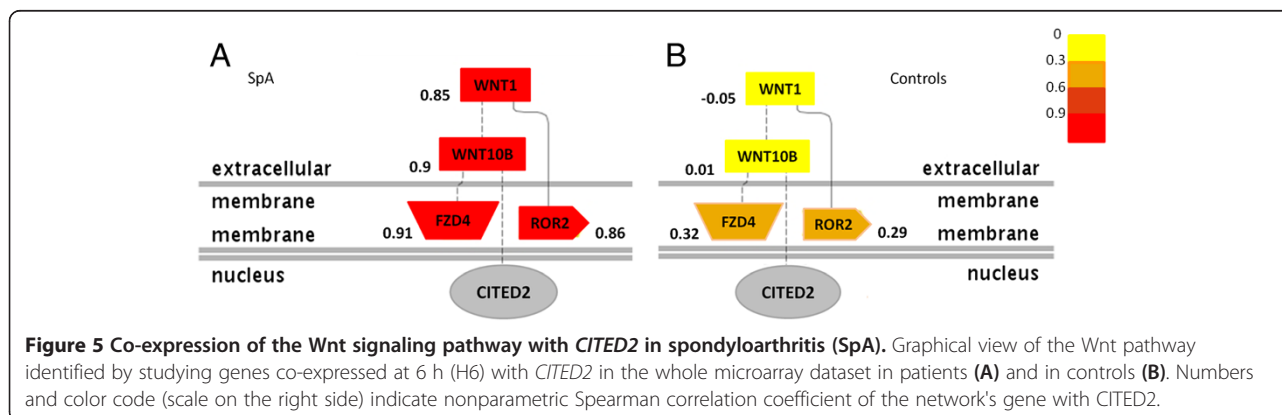 A
SpA
WNT1
0.85
WNT10B
0.9
extracellular
membrane
FZD4
ROR2
membrane
0.91
0.86
nucleus
CITED2
B
Controls
WNT1
-0.05
WNT10B
0.01
extracellular
membrane
FZD4
ROR2
0.32
0.29
membrane
nucleus
CITED2
0
0.3
0.6
0.9
Figure 5 Co-expression of the Wnt signaling pathway with CITED2 in spondyloarthritis (SpA). Graphical view of the Wnt pathway
identified by studying genes co-expressed at 6 h (H6) with CITED2 in the whole microarray dataset in patients (A) and in controls (B). Numbers
and color code (scale on the right side) indicate nonparametric Spearman correlation coefficient of the network's gene with CITED2.